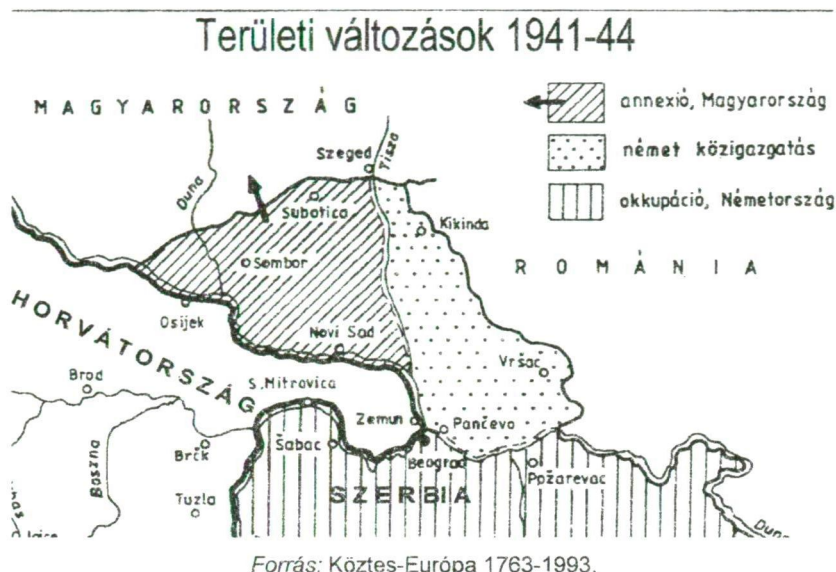 Területi változások 1941-44
MAGYARORSZÁG
annexió, Magyarország
német közigazgatás
okkupáció, Németország
Szeged
Tisza
Duna
Subotica
Kikinda
Sombor
ROMÁNIA
HORVÁTORSZÁG
Osijek
Novi Sad
Vršac
Brod
S. Mitrovica
Zemun
Pančevo
Brčk
Šabac
Beograd
Požarevac
Boszna
SZERBIA
Tuzla
Duna
Forrás: Köztes-Európa 1763-1993.